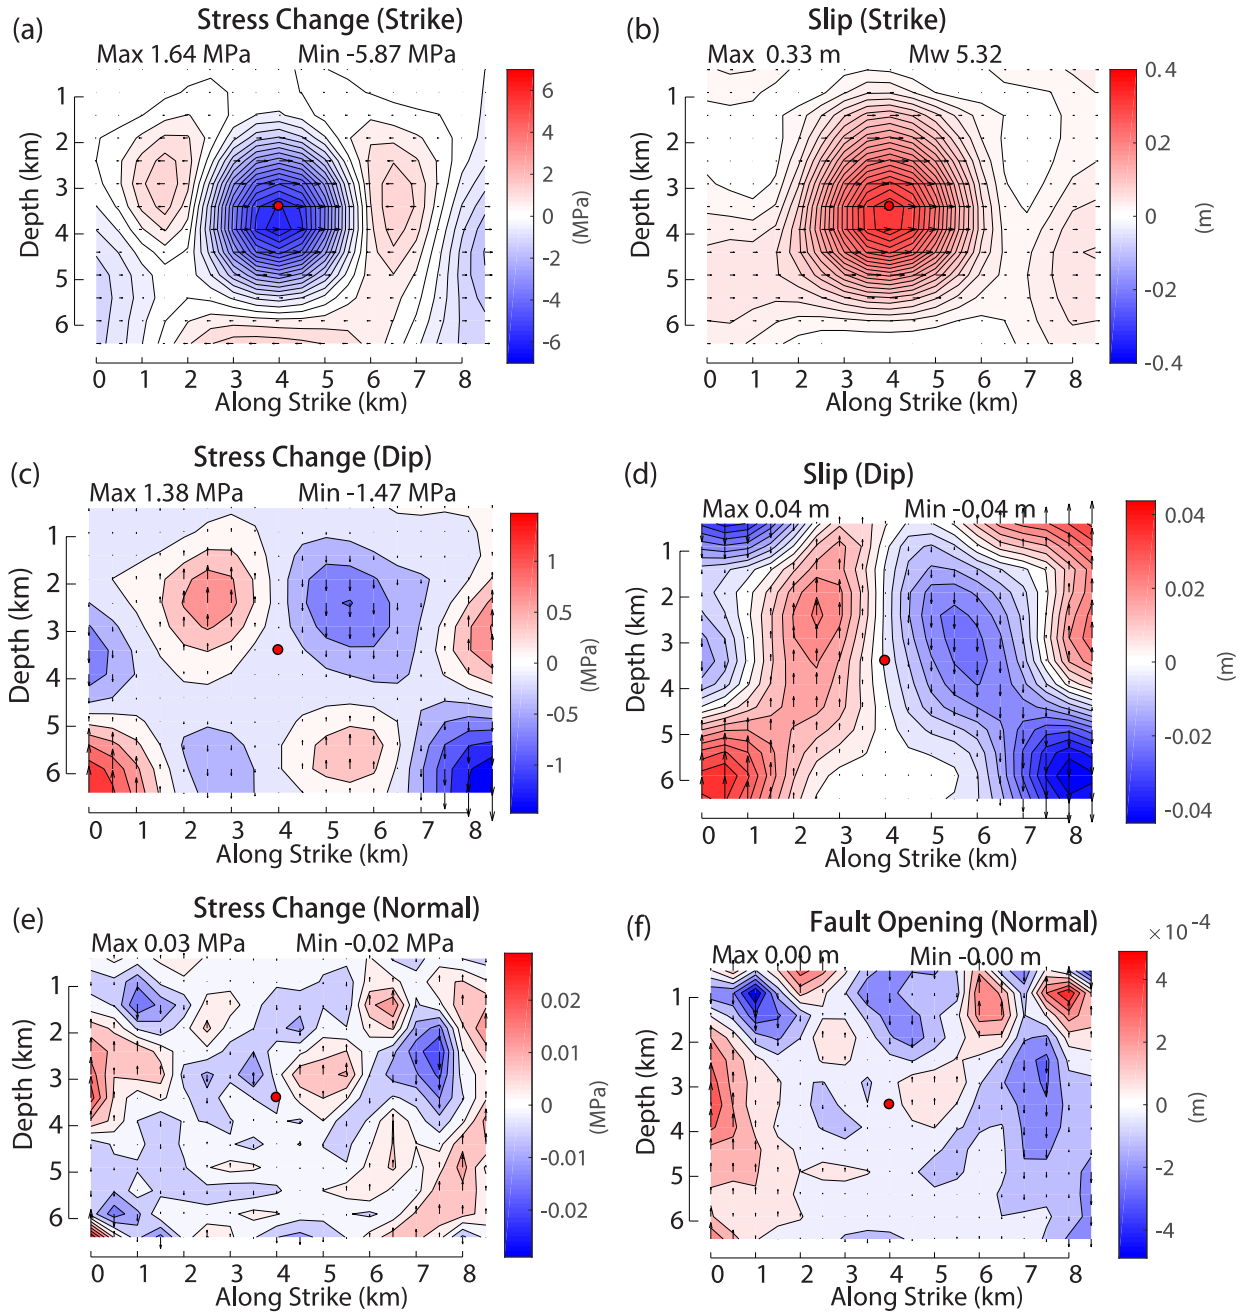 (a) Stress Change (Strike)
Max 1.64 MPa Min -5.87 MPa
1
2
3
4
5
6
Depth (km)
0 1 2 3 4 5 6 7 8
Along Strike (km)
6
4
2
0
-2
-4
-6
(MPa)
(b) Slip (Strike)
Max 0.33 m Mw 5.32
1
2
3
4
5
6
Depth (km)
0 1 2 3 4 5 6 7 8
Along Strike (km)
0.4
0.2
0
-0.2
-0.4
(m)
(c) Stress Change (Dip)
Max 1.38 MPa Min -1.47 MPa
1
2
3
4
5
6
Depth (km)
0 1 2 3 4 5 6 7 8
Along Strike (km)
1
0.5
0
-0.5
-1
(MPa)
(d) Slip (Dip)
Max 0.04 m Min -0.04 m
1
2
3
4
5
6
Depth (km)
0 1 2 3 4 5 6 7 8
Along Strike (km)
0.04
0.02
0
-0.02
-0.04
(m)
(e) Stress Change (Normal)
Max 0.03 MPa Min -0.02 MPa
1
2
3
4
5
6
Depth (km)
0 1 2 3 4 5 6 7 8
Along Strike (km)
0.02
0.01
0
-0.01
-0.02
(MPa)
(f) Fault Opening (Normal)
Max 0.00 m Min -0.00 m
1
2
3
4
5
6
Depth (km)
0 1 2 3 4 5 6 7 8
Along Strike (km)
×10⁻⁴
4
2
0
-2
-4
(m)